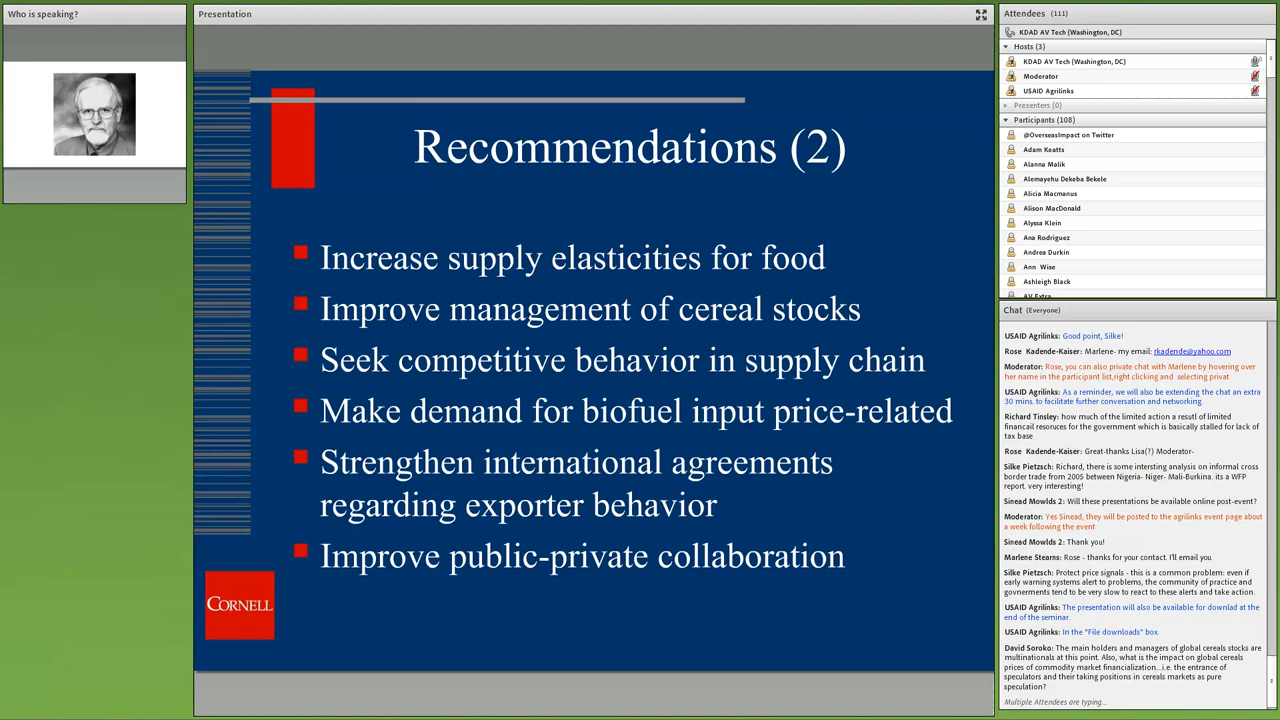 Who is speaking?
Presentation
Recommendations (2)
Increase supply elasticities for food
Improve management of cereal stocks
Seek competitive behavior in supply chain
Make demand for biofuel input price-related
Strengthen international agreements
regarding exporter behavior
Improve public-private collaboration
CORNELL
Attendees (111)
KDAD AV Tech (Washington, DC)
Hosts (3)
KDAD AV Tech (Washington, DC)
Moderator
USAID Agrilinks
Presenters (0)
Participants (108)
@OverseasImpact on Twitter
Adam Keatts
Alanna Malik
Alemayehu Dekeba Bekele
Alicia Macmanus
Alison MacDonald
Alyssa Klein
Ana Rodriguez
Andrea Durkin
Ann Wise
Ashleigh Black
AV Extra
Chat (Everyone)
USAID Agrilinks: Good point, Silke!
Rose Kadende-Kaiser: Marlene- my email: rkadende@yahoo.com
Moderator: Rose, you can also private chat with Marlene by hovering over
her name in the participant list,right clicking and selecting privat
USAID Agrilinks: As a reminder, we will also be extending the chat an extra
30 mins. to facilitate further conversation and networking.
Richard Tinsley: how much of the limited action a resutl of limited
financail resoruces for the government which is basically stalled for lack of
tax base
Rose Kadende-Kaiser: Great-thanks Lisa(?) Moderator-
Silke Pietzsch: Richard, there is some intersting analysis on informal cross
border trade from 2005 between Nigeria- Niger- Mali-Burkina. its a WFP
report. very interesting!
Sinead Mowlds 2: Will these presentations be available online post-event?
Moderator: Yes Sinead, they will be posted to the agrilinks event page about
a week following the event
Sinead Mowlds 2: Thank you!
Marlene Stearns: Rose - thanks for your contact. I'll email you.
Silke Pietzsch: Protect price signals - this is a common problem: even if
early warning systems alert to problems, the community of practice and
govnerments tend to be very slow to react to these alerts and take action.
USAID Agrilinks: The presentation will also be available for downlad at the
end of the seminar.
USAID Agrilinks: In the "File downloads" box.
David Soroko: The main holders and managers of global cereals stocks are
multinationals at this point. Also, what is the impact on global cereals
prices of commodity market financialization...i.e. the entrance of
speculators and their taking positions in cereals markets as pure
speculation?
Multiple Attendees are typing...